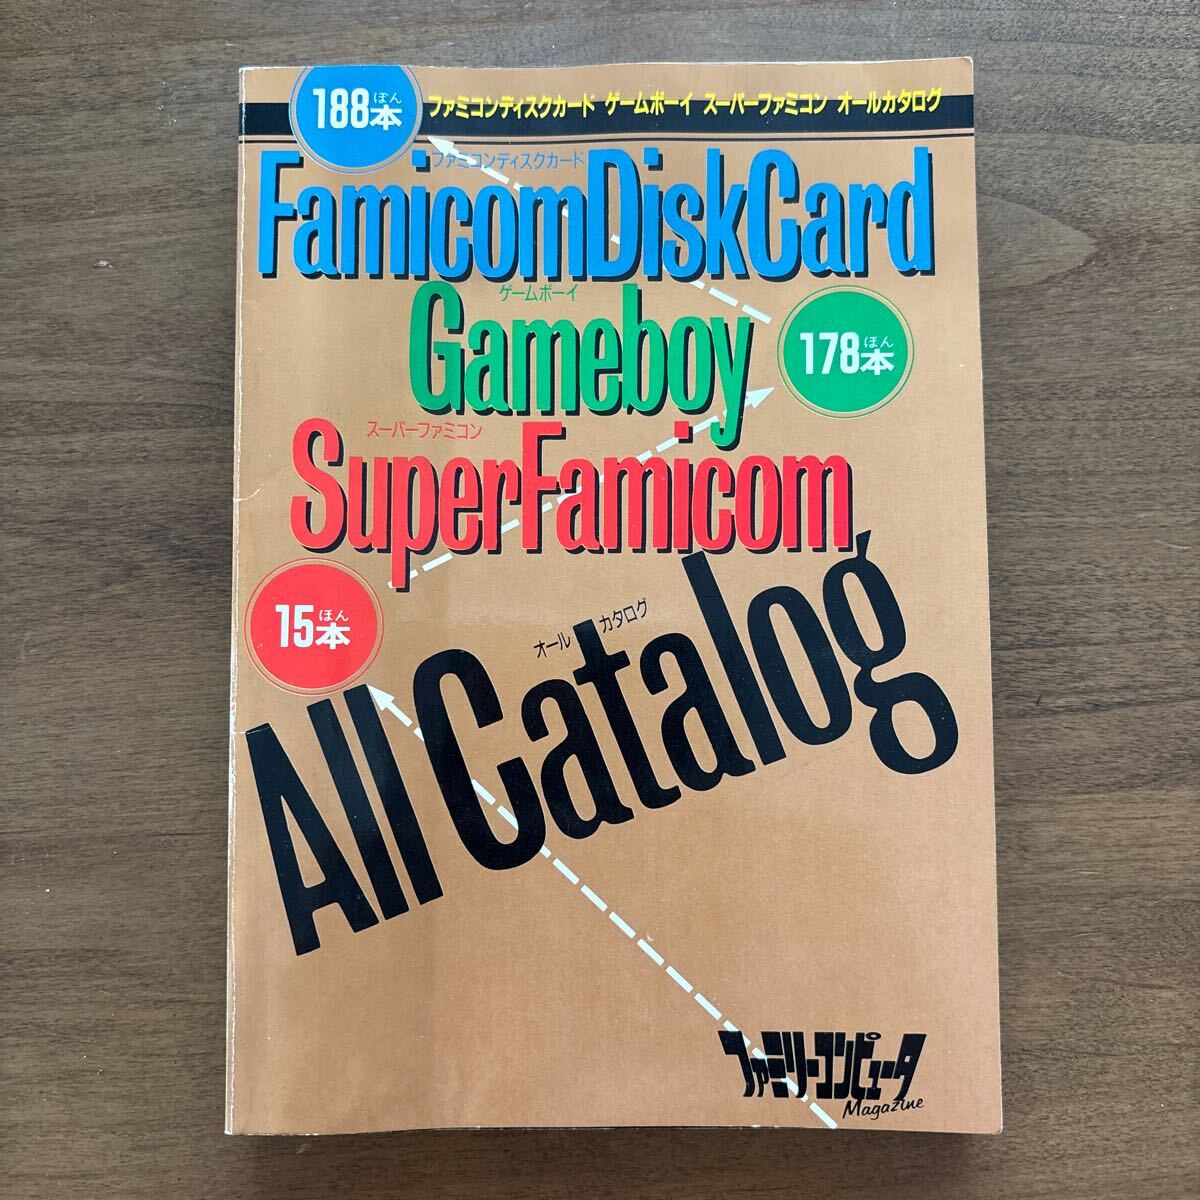 188本
ぽん
ファミコンディスクカード ゲームボーイ スーパーファミコン オールカタログ
ファミコンディスクカード
FamicomDiskCard
ゲームボーイ
Gameboy
178本
ほん
スーパーファミコン
SuperFamicom
15本
ほん
オール カタログ
All Catalog
ファミリーコンピュータ
Magazine